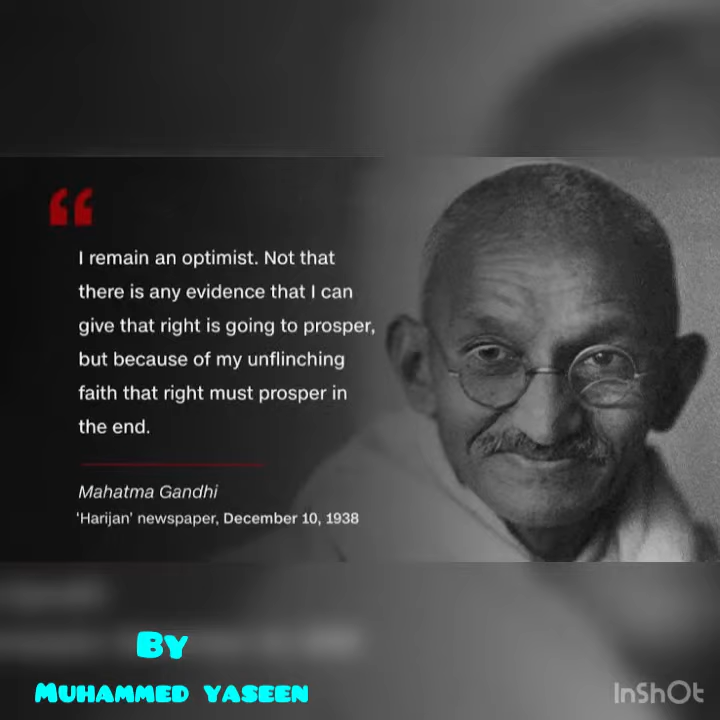 “
I remain an optimist. Not that
there is any evidence that I can
give that right is going to prosper,
but because of my unflinching
faith that right must prosper in
the end.
Mahatma Gandhi
‘Harijan’ newspaper, December 10, 1938
By
Muhammed yaseen
InShOt